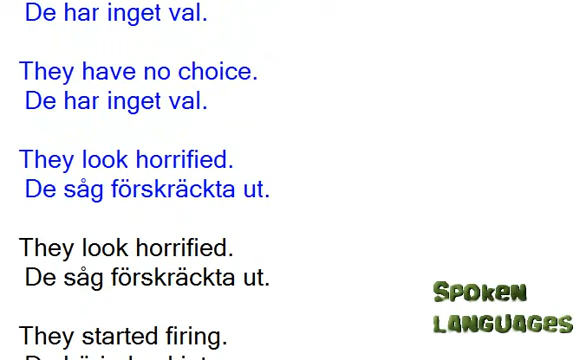 De har inget val.
They have no choice.
De har inget val.
They look horrified.
De såg förskräckta ut.
They look horrified.
De såg förskräckta ut.
They started firing.
De
Spoken
Languages